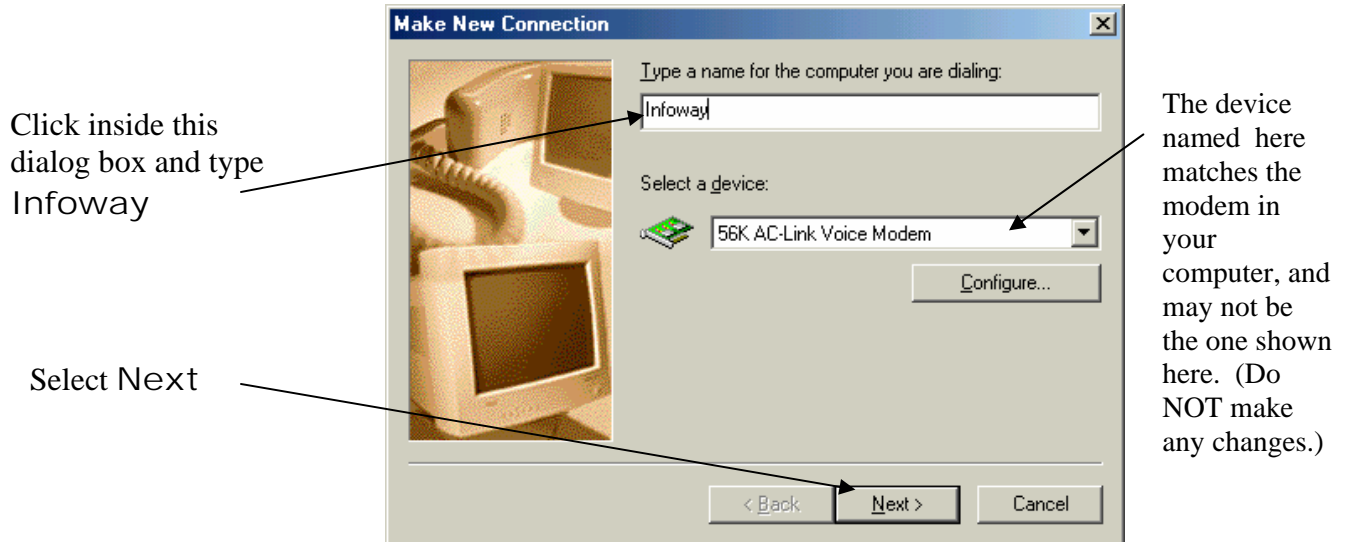 Make New Connection
Type a name for the computer you are dialing:
Infoway
Click inside this
dialog box and type
Infoway
Select a device:
56K AC-Link Voice Modem
Configure...
The device
named here
matches the
modem in
your
computer, and
may not be
the one shown
here. (Do
NOT make
any changes.)
Select Next
< Back
Next >
Cancel